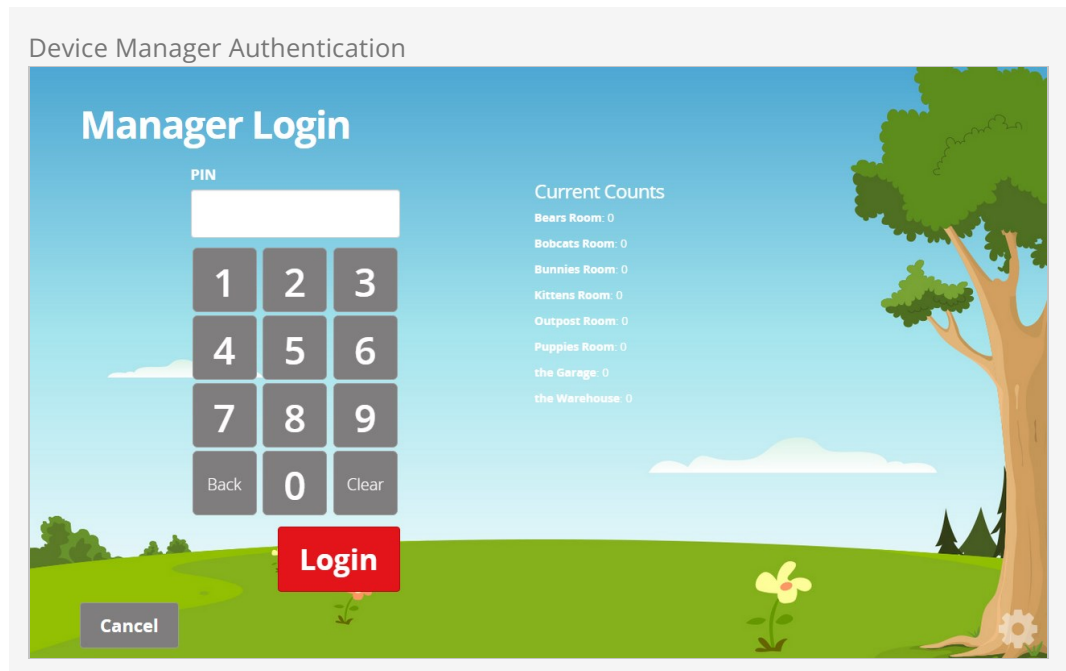 Device Manager Authentication
Manager Login
PIN
1 2 3
4 5 6
7 8 9
Back 0 Clear
Login
Cancel
Current Counts
Bears Room: 0
Bobcats Room: 0
Bunnies Room: 0
Kittens Room: 0
Outpost Room: 0
Puppies Room: 0
the Garage: 0
the Warehouse: 0